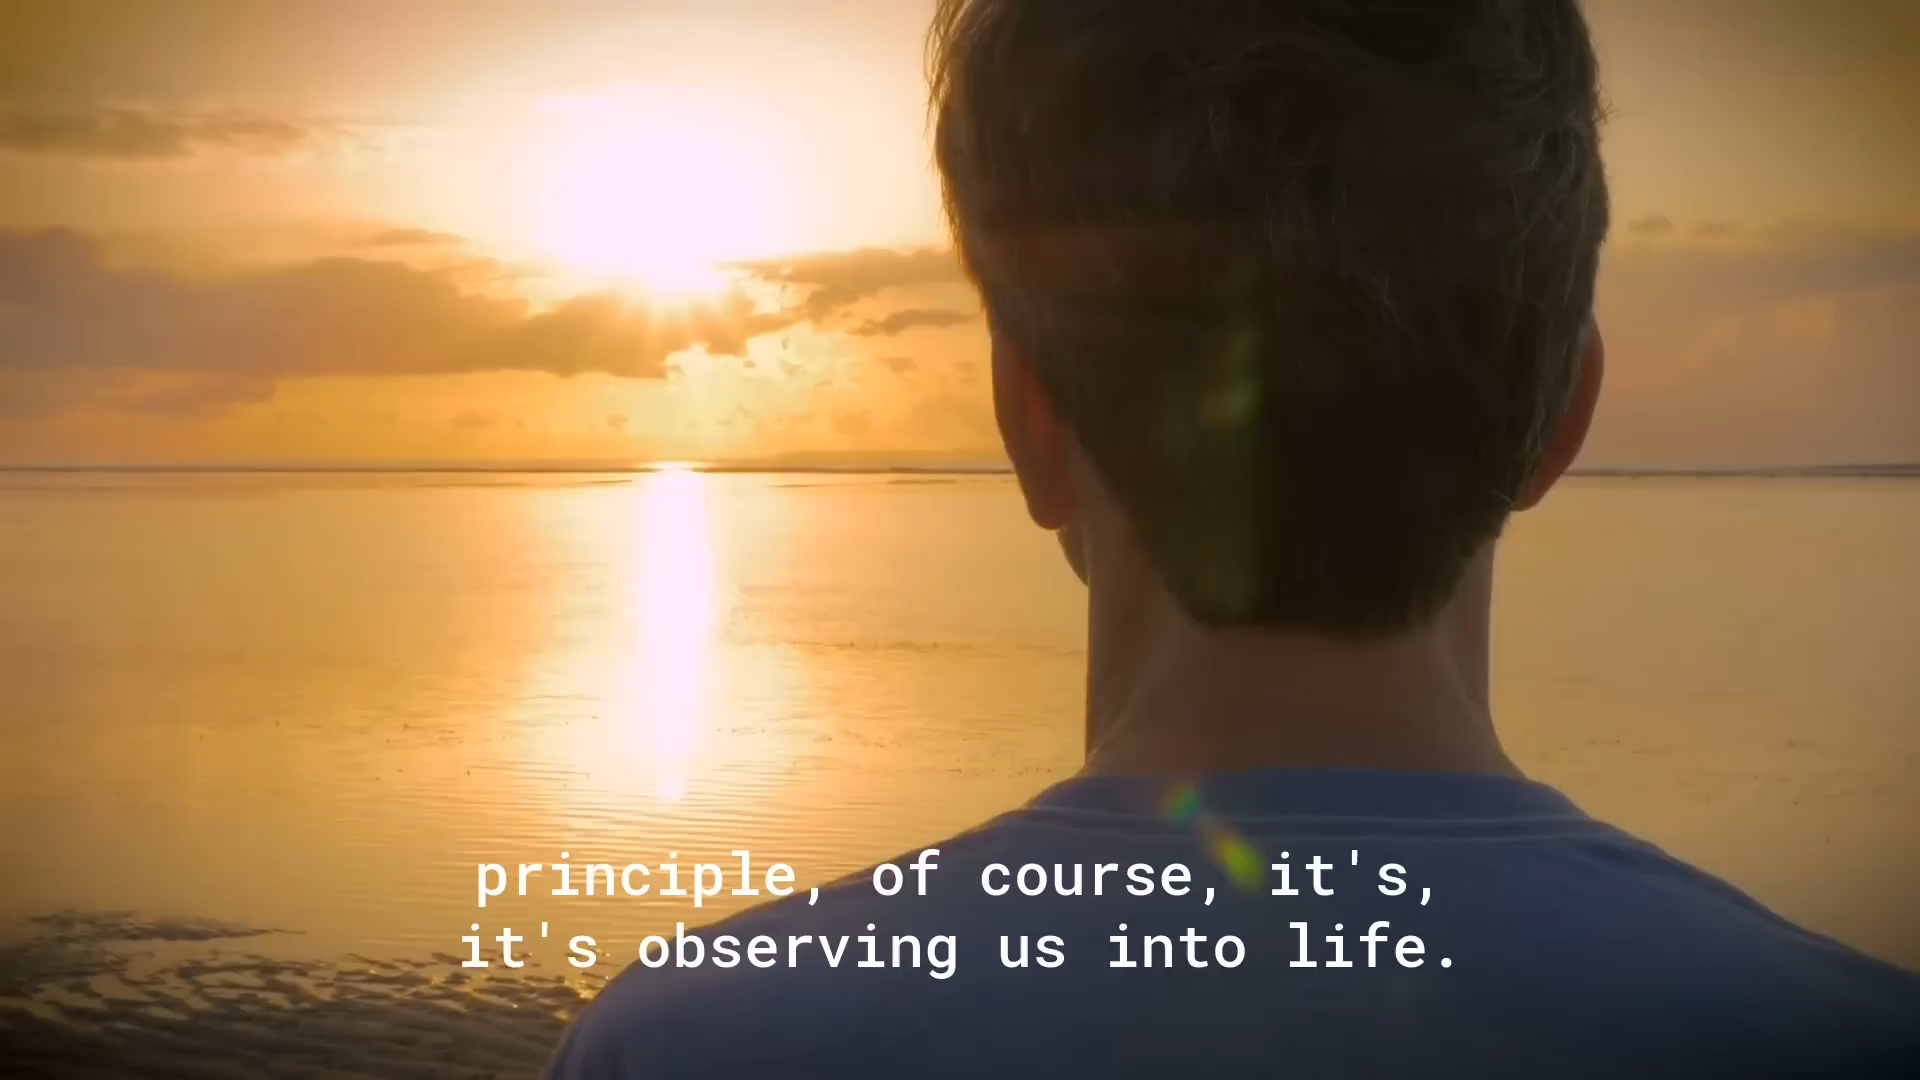 principle, of course, it's,
it's observing us into life.